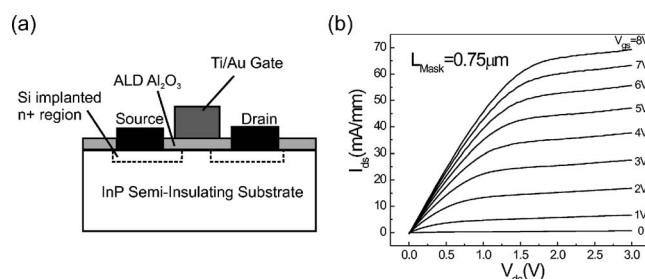 (a)
Ti/Au Gate
ALD Al2O3
Si implanted
n+ region
Source
Drain
InP Semi-Insulating Substrate
(b)
LMask=0.75μm
Vgs=8V
7V
6V
5V
4V
3V
2V
1V
0
70
60
50
40
30
20
10
0
Ids(mA/mm)
0.0 0.5 1.0 1.5 2.0 2.5 3.0
Vds(V)